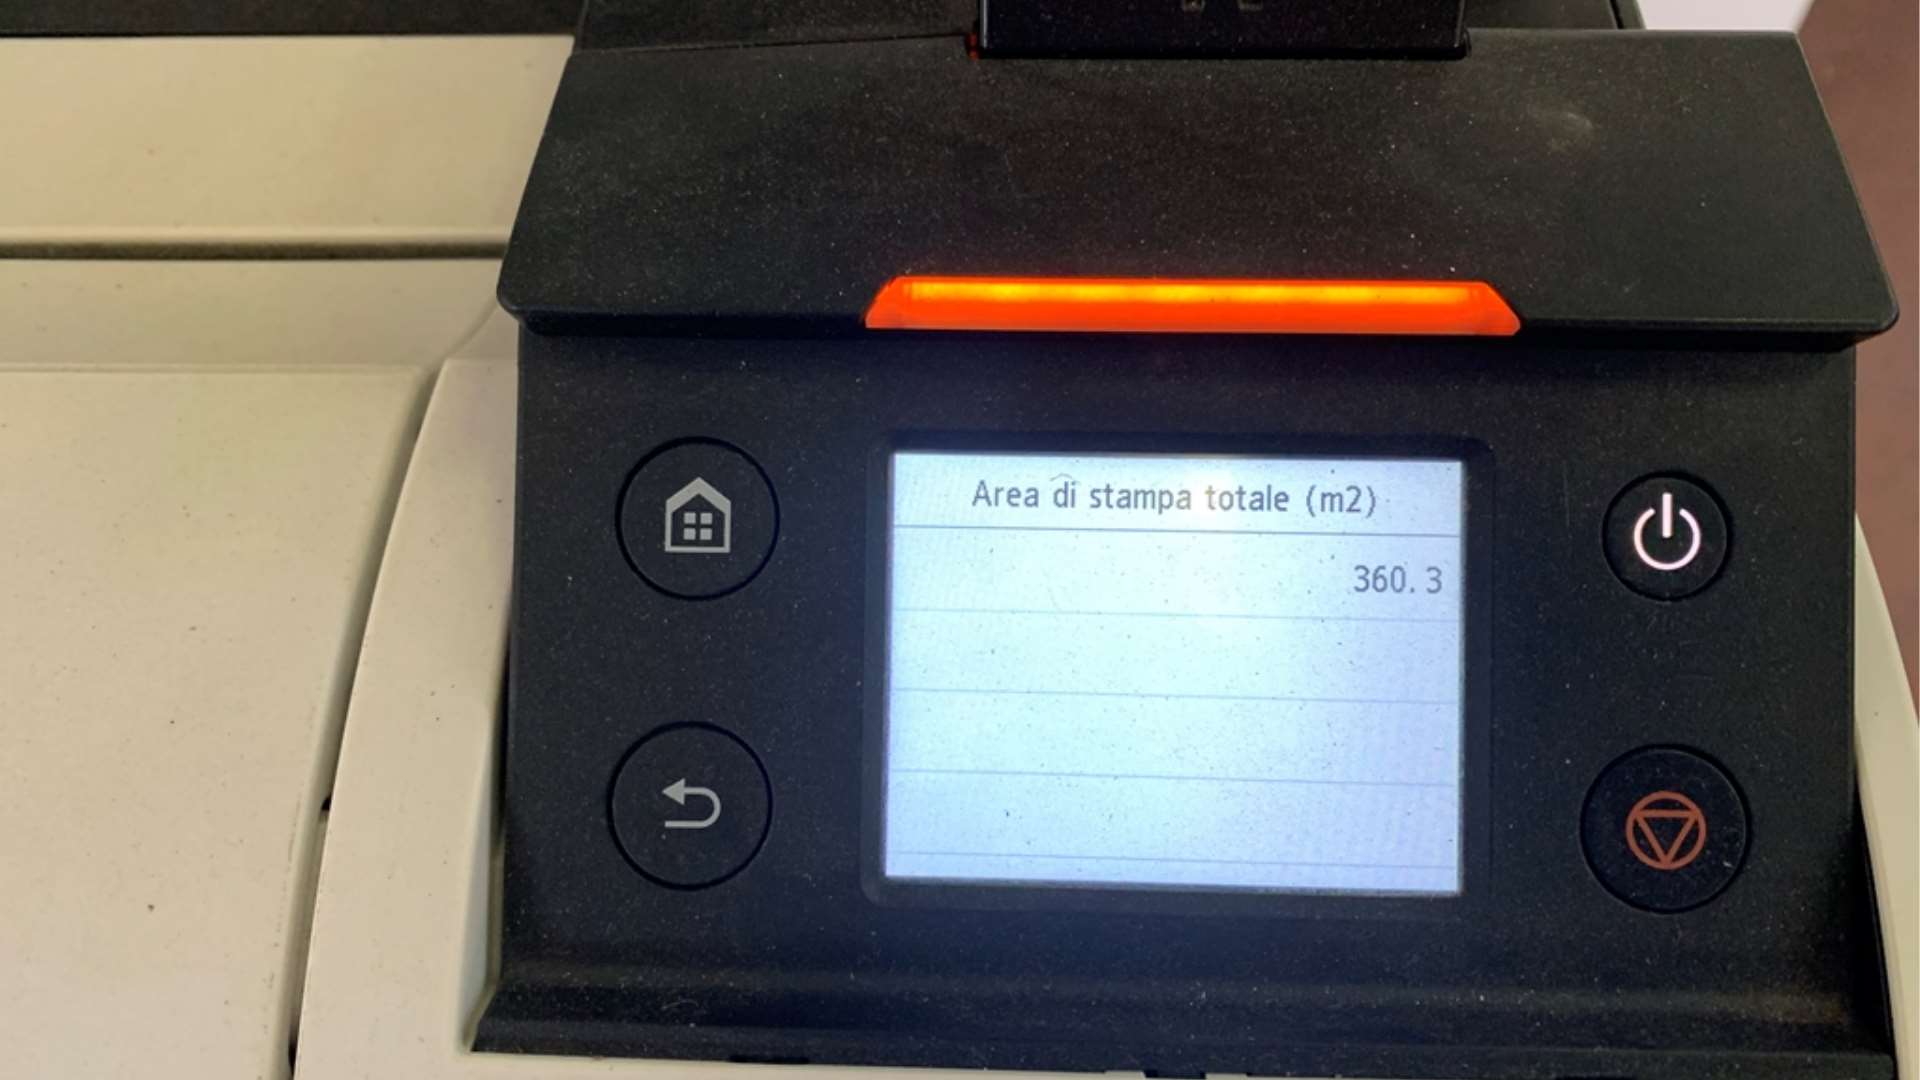 Area di stampa totale (m2)
360.3